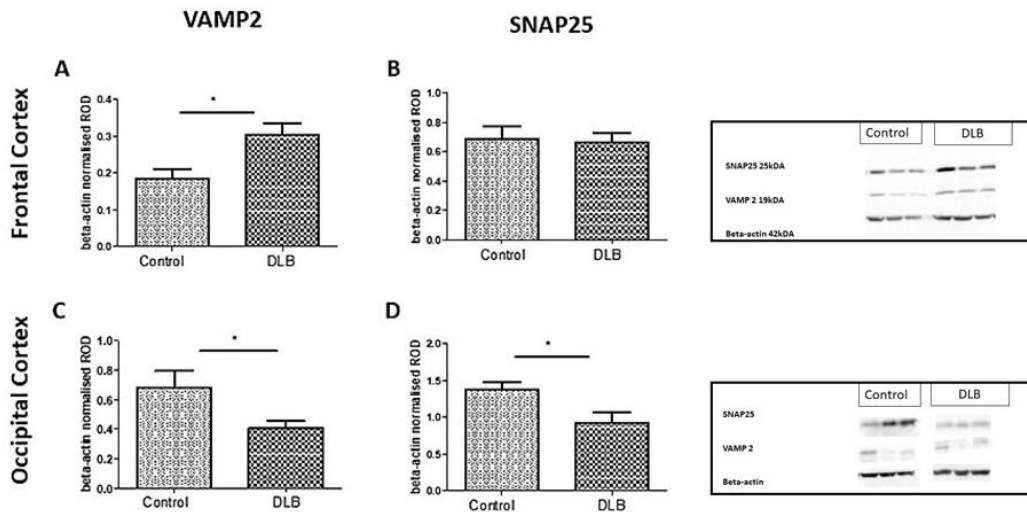 VAMP2
SNAP25
Frontal Cortex
A
beta-actin normalised ROD
0.4
0.3
0.2
0.1
0.0
*
Control
DLB
B
beta-actin normalised ROD
1.0
0.8
0.6
0.4
0.2
0.0
Control
DLB
Control
DLB
SNAP25 25kDA
VAMP 2 19kDA
Beta-actin 42kDA
Occipital Cortex
C
beta-actin normalised ROD
1.0
0.8
0.6
0.4
0.2
0.0
*
Control
DLB
D
beta-actin normalised ROD
2.0
1.5
1.0
0.5
0.0
*
Control
DLB
Control
DLB
SNAP25
VAMP 2
Beta-actin